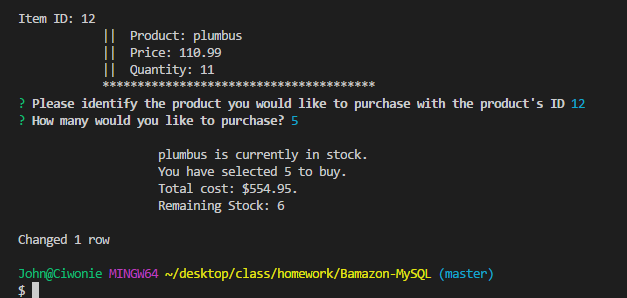 Item ID: 12
|| Product: plumbus
|| Price: 110.99
|| Quantity: 11
***************************************
? Please identify the product you would like to purchase with the product's ID 12
? How many would you like to purchase? 5
plumbus is currently in stock.
You have selected 5 to buy.
Total cost: $554.95.
Remaining Stock: 6
Changed 1 row
John@Ciwonie MINGW64 ~/desktop/class/homework/Bamazon-MySQL (master)
$